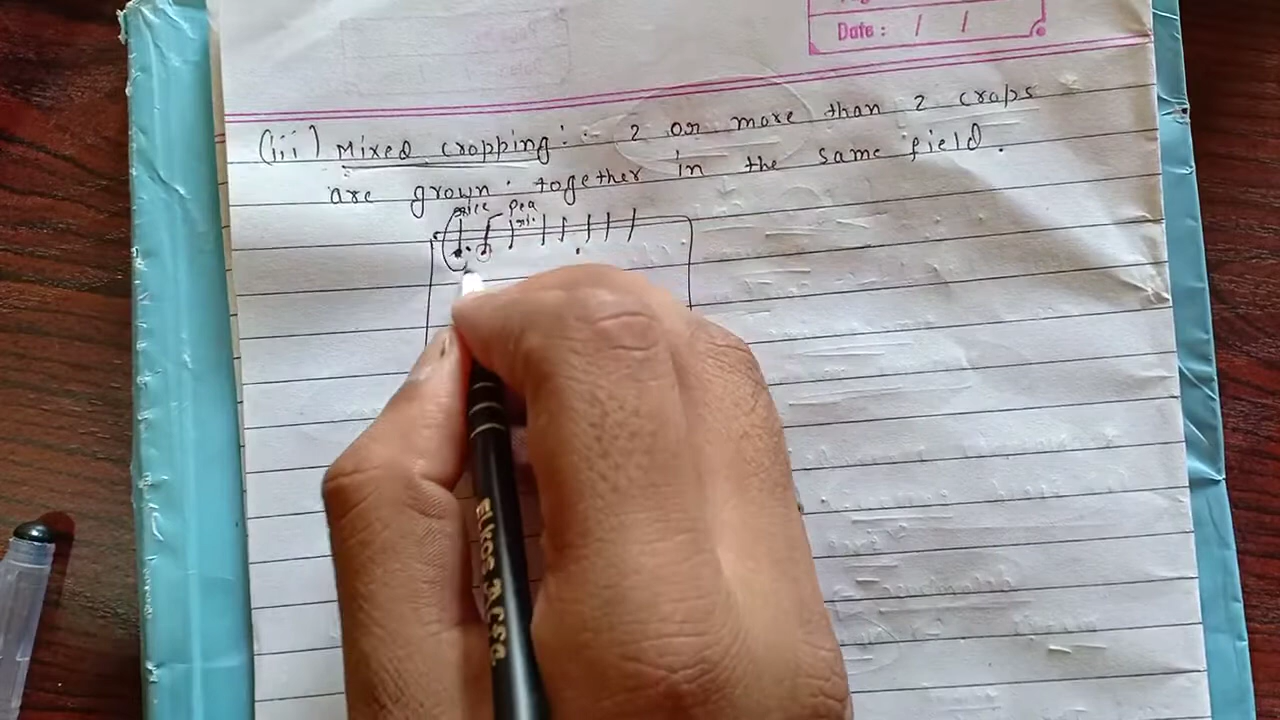 Date : / /
(iii) Mixed cropping :- 2 or more than 2 crops
are grown together in the same field.
rice pea
Elkos